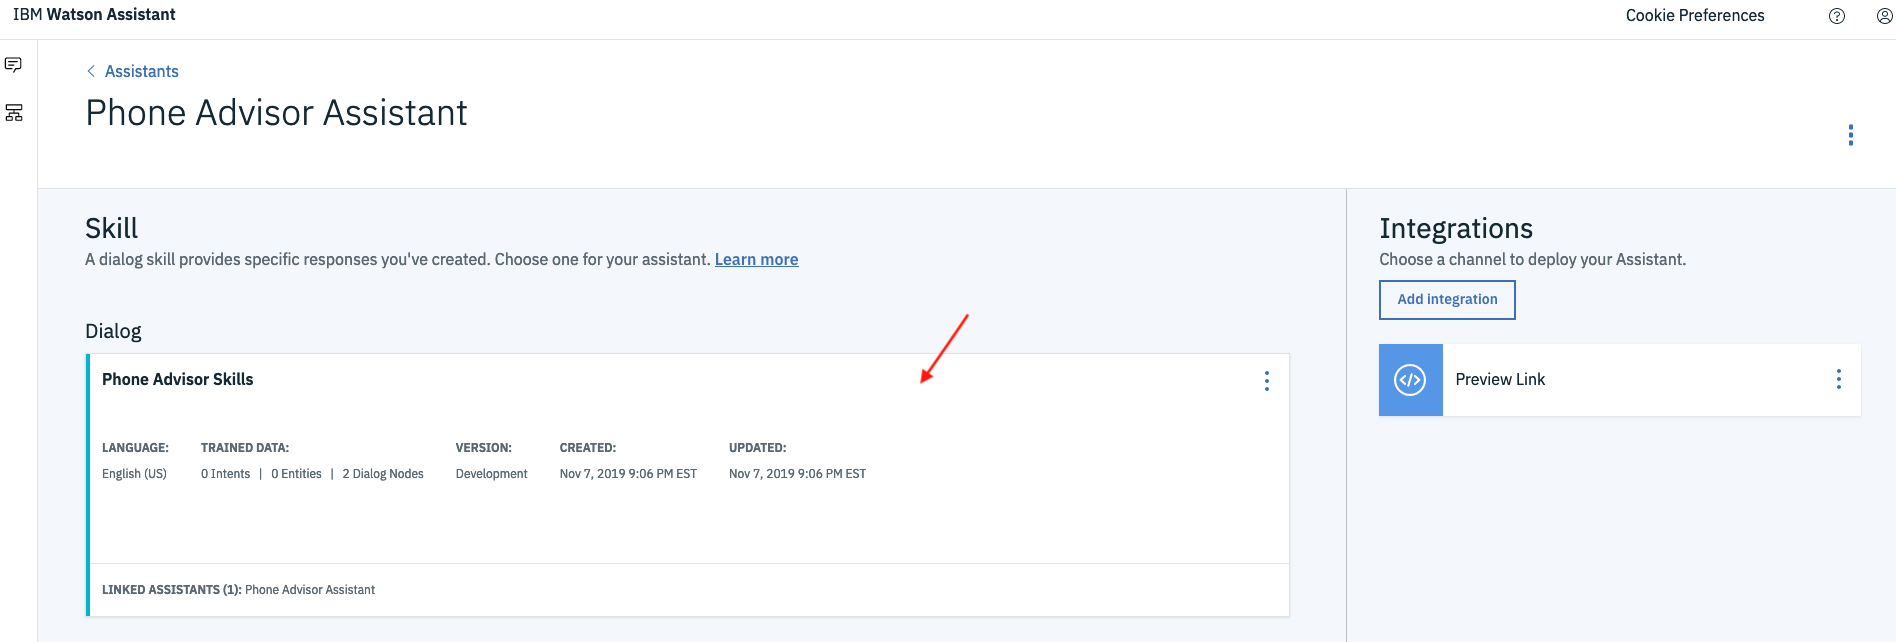 IBM Watson Assistant
Cookie Preferences
Assistants
Phone Advisor Assistant
Skill
A dialog skill provides specific responses you've created. Choose one for your assistant. Learn more
Dialog
Phone Advisor Skills
LANGUAGE: TRAINED DATA: VERSION: CREATED: UPDATED:
English (US) 0 Intents | 0 Entities | 2 Dialog Nodes Development Nov 7, 2019 9:06 PM EST Nov 7, 2019 9:06 PM EST
LINKED ASSISTANTS (1): Phone Advisor Assistant
Integrations
Choose a channel to deploy your Assistant.
Add integration
Preview Link